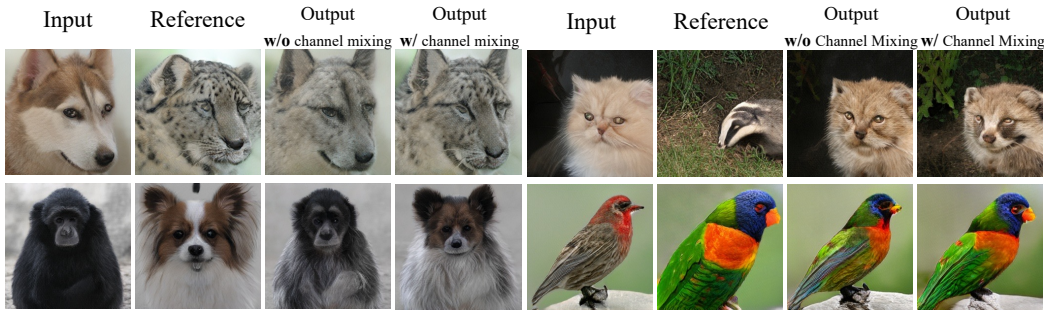 Input
Reference
Output
w/o channel mixing
Output
w/ channel mixing
Input
Reference
Output
w/o Channel Mixing
Output
w/ Channel Mixing